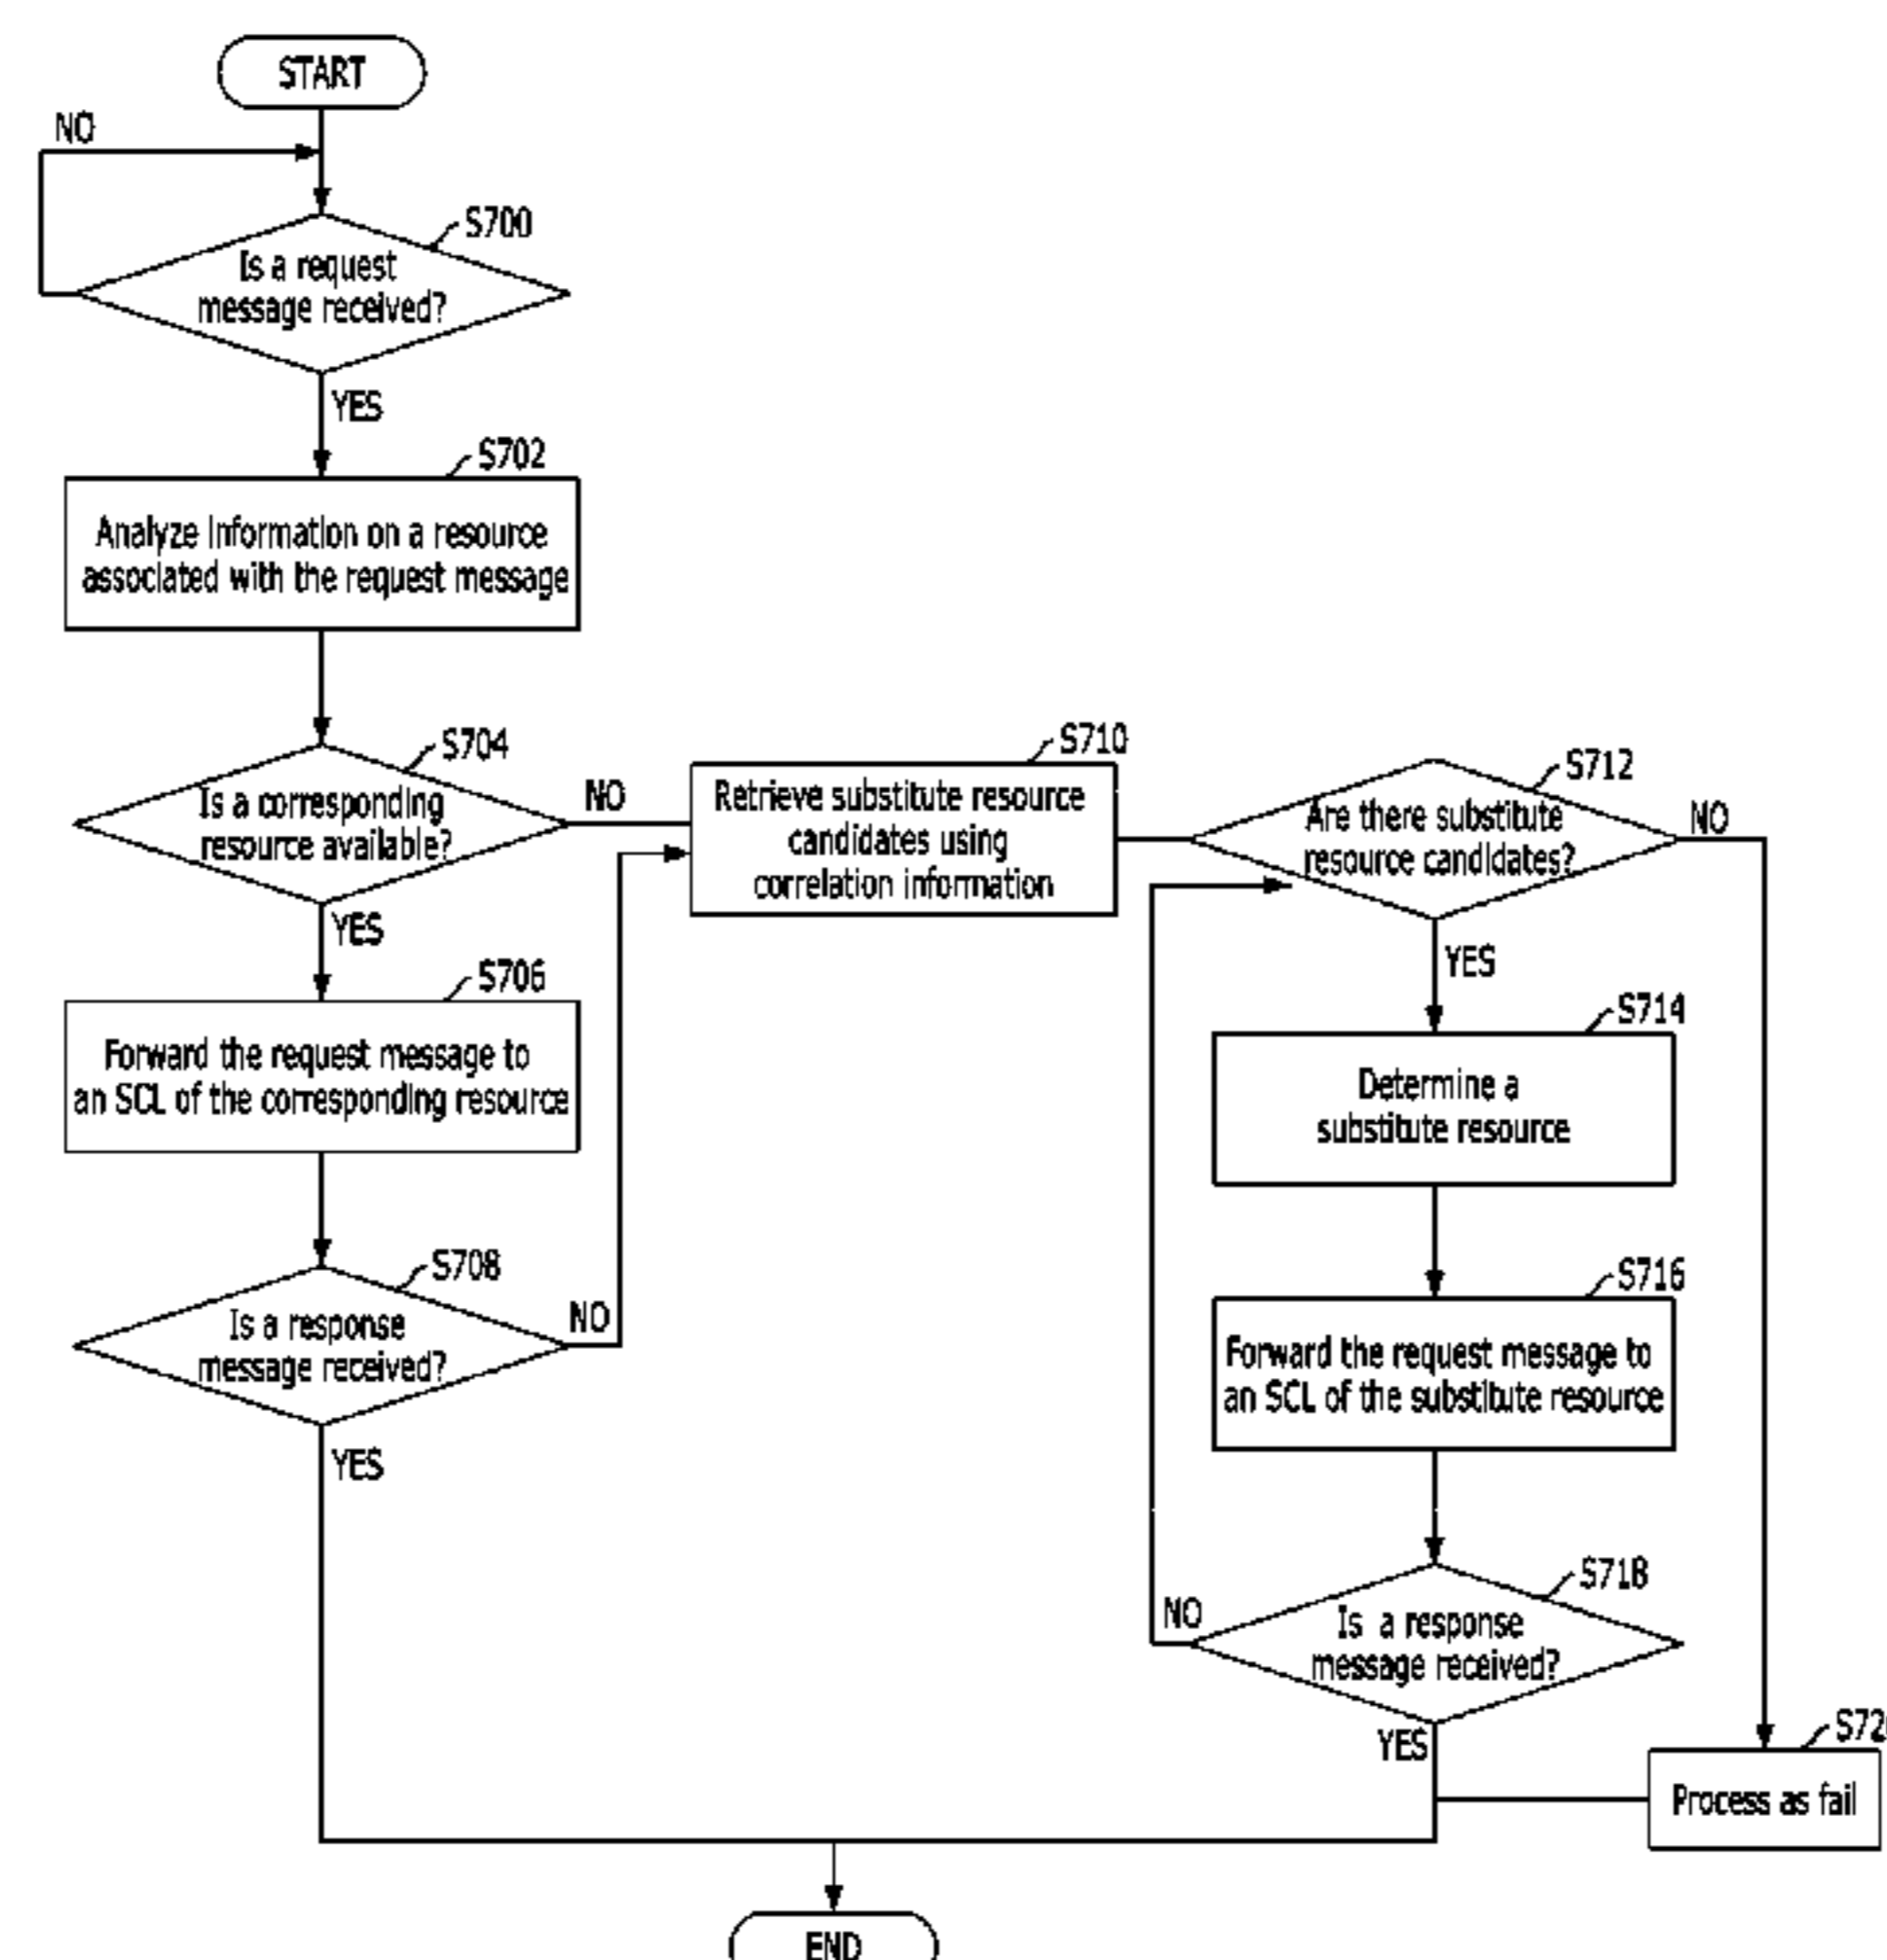 START
NO
S700
Is a request
message received?
YES
S702
Analyze information on a resource
associated with the request message
S704
Is a corresponding
resource available?
NO
YES
S706
Forward the request message to
an SCL of the corresponding resource
S708
Is a response
message received?
NO
YES
S710
Retrieve substitute resource
candidates using
correlation information
S712
Are there substitute
resource candidates?
NO
YES
S714
Determine a
substitute resource
S716
Forward the request message to
an SCL of the substitute resource
S718
Is a response
message received?
NO
YES
Process as fail
END